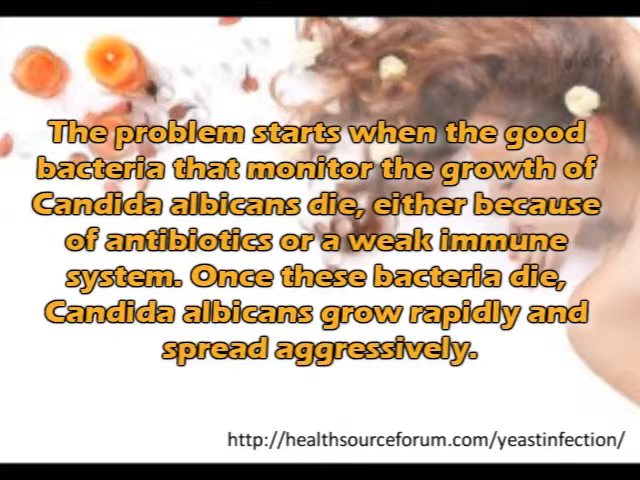 The problem starts when the good
bacteria that monitor the growth of
Candida albicans die, either because
of antibiotics or a weak immune
system. Once these bacteria die,
Candida albicans grow rapidly and
spread aggressively.
http://healthsourceforum.com/yeastinfection/